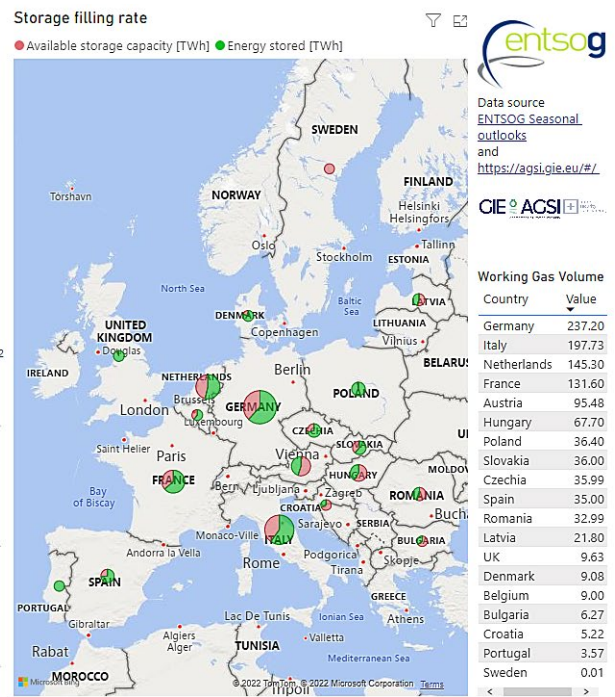 Storage filling rate
Available storage capacity [TWh] Energy stored [TWh]
SWEDEN
Tórshavn
NORWAY
FINLAND
Helsinki
Helsingfors
Oslo
Tallinn
Stockholm
ESTONIA
North Sea
Baltic
Sea
LATVIA
DENMARK
LITHUANIA
Copenhagen
UNITED
KINGDOM
Vilnius
Douglas
BELARUS
IRELAND
NETHERLANDS
Berlin
POLAND
Brussels
London
GERMANY
Luxembourg
CZECHIA
Saint Helier
SLOVAKIA
Paris
Vienna
MOLDOV
FRANCE
Bern
HUNGARY
Ljubljana
Zagreb
ROMANIA
Bay
of Biscay
CROATIA
Bucha
Monaco-Ville
Sarajevo
SERBIA
ITALY
BULGARIA
Andorra la Vella
Podgorica
Skopje
Rome
Tirana
SPAIN
GREECE
PORTUGAL
Gibraltar
Lac De Tunis
Ionian Sea
Athens
Algiers
Alger
Valletta
Rabat
TUNISIA
Mediterranean Sea
MOROCCO
Tripoli
Microsoft Bing
© 2022 TomTom, © 2022 Microsoft Corporation Terms
entsog
Data source
ENTSOG Seasonal
outlooks
and
https://agsi.gie.eu/#/
GIE AGSI
Working Gas Volume
Country Value
Germany 237.20
Italy 197.73
Netherlands 145.30
France 131.60
Austria 95.48
Hungary 67.70
Poland 36.40
Slovakia 36.00
Czechia 35.99
Spain 35.00
Romania 32.99
Latvia 21.80
UK 9.63
Denmark 9.08
Belgium 9.00
Bulgaria 6.27
Croatia 5.22
Portugal 3.57
Sweden 0.01